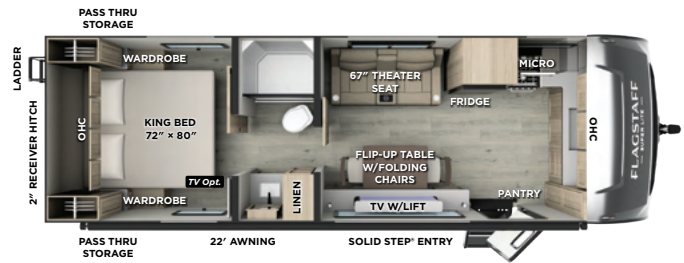 PASS THRU
STORAGE
LADDER
2" RECEIVER HITCH
WARDROBE
OHC
KING BED
72" × 80"
TV Opt.
WARDROBE
LINEN
67" THEATER
SEAT
FRIDGE
MICRO
OHC
FLIP-UP TABLE
W/FOLDING
CHAIRS
PANTRY
TV W/LIFT
FLAGSTAFF
SUPER LITE
PASS THRU
STORAGE
22' AWNING
SOLID STEP® ENTRY